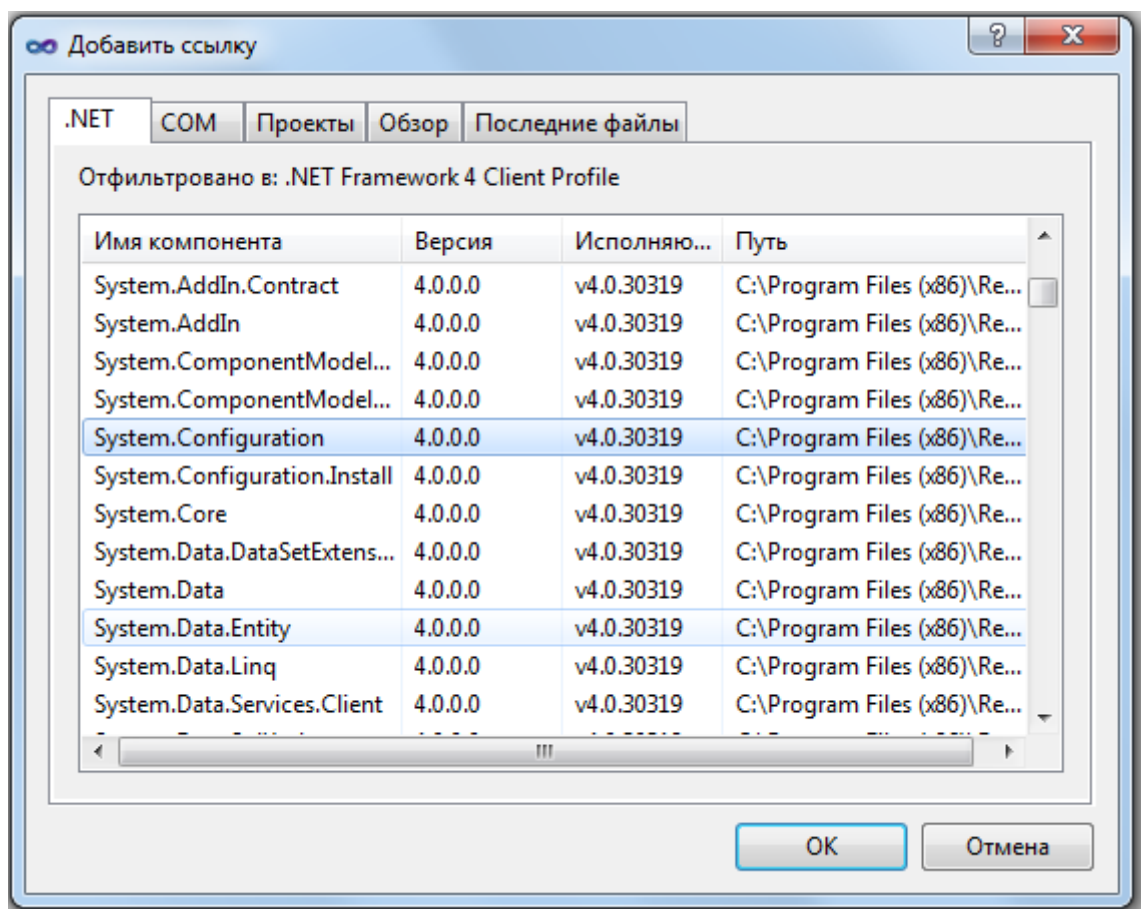 Добавить ссылку
.NET COM Проекты Обзор Последние файлы
Отфильтровано в: .NET Framework 4 Client Profile
Имя компонента Версия Исполняю... Путь
System.AddIn.Contract 4.0.0.0 v4.0.30319 C:\Program Files (x86)\Re...
System.AddIn 4.0.0.0 v4.0.30319 C:\Program Files (x86)\Re...
System.ComponentModel... 4.0.0.0 v4.0.30319 C:\Program Files (x86)\Re...
System.ComponentModel... 4.0.0.0 v4.0.30319 C:\Program Files (x86)\Re...
System.Configuration 4.0.0.0 v4.0.30319 C:\Program Files (x86)\Re...
System.Configuration.Install 4.0.0.0 v4.0.30319 C:\Program Files (x86)\Re...
System.Core 4.0.0.0 v4.0.30319 C:\Program Files (x86)\Re...
System.Data.DataSetExtens... 4.0.0.0 v4.0.30319 C:\Program Files (x86)\Re...
System.Data 4.0.0.0 v4.0.30319 C:\Program Files (x86)\Re...
System.Data.Entity 4.0.0.0 v4.0.30319 C:\Program Files (x86)\Re...
System.Data.Linq 4.0.0.0 v4.0.30319 C:\Program Files (x86)\Re...
System.Data.Services.Client 4.0.0.0 v4.0.30319 C:\Program Files (x86)\Re...
OK Отмена